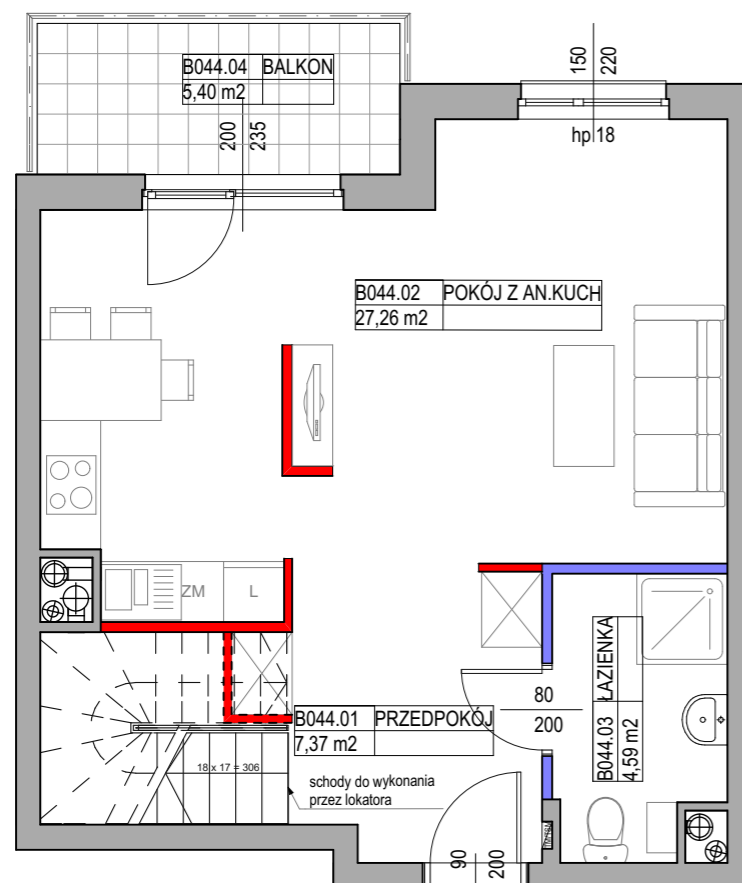 B044.04 BALKON
5,40 m2
200
235
150
220
hp 18
B044.02 POKÓJ Z AN.KUCH
27,26 m2
ZM
L
B044.01 PRZEDPOKÓJ
7,37 m2
80
200
B044.03 ŁAZIENKA
4,59 m2
18 x 17 = 306
schody do wykonania
przez lokatora
90
200